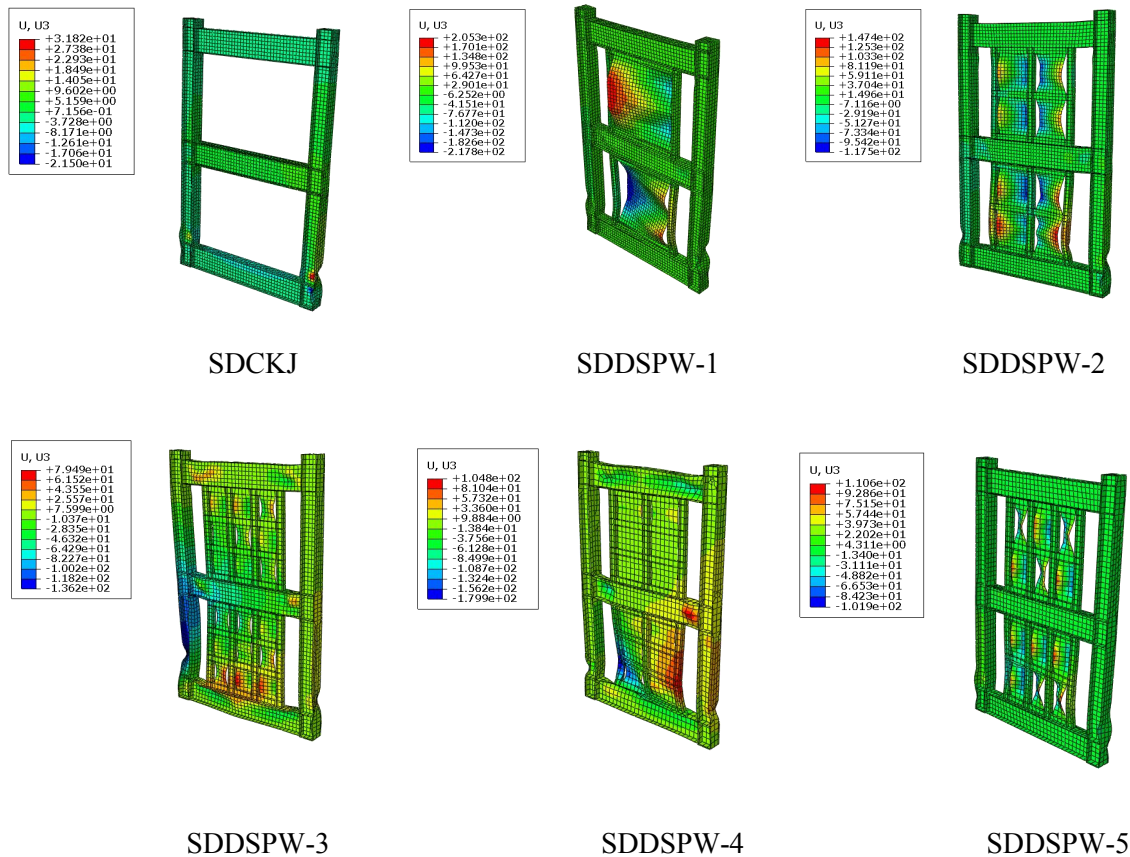 U, U3
+3.182e+01
+2.738e+01
+2.293e+01
+1.849e+01
+1.405e+01
+9.602e+00
+5.159e+00
+7.156e-01
-3.728e+00
-8.171e+00
-1.261e+01
-1.706e+01
-2.150e+01
SDCKJ
U, U3
+2.053e+02
+1.701e+02
+1.348e+02
+9.953e+01
+6.427e+01
+2.901e+01
-6.252e+00
-4.151e+01
-7.677e+01
-1.120e+02
-1.473e+02
-1.826e+02
-2.178e+02
SDDSPW-1
U, U3
+1.474e+02
+1.253e+02
+1.033e+02
+8.119e+01
+5.911e+01
+3.704e+01
+1.496e+01
-7.116e+00
-2.919e+01
-5.127e+01
-7.334e+01
-9.542e+01
-1.175e+02
SDDSPW-2
U, U3
+7.949e+01
+6.152e+01
+4.355e+01
+2.557e+01
+7.599e+00
-1.037e+01
-2.835e+01
-4.632e+01
-6.429e+01
-8.227e+01
-1.002e+02
-1.182e+02
-1.362e+02
SDDSPW-3
U, U3
+1.048e+02
+8.104e+01
+5.732e+01
+3.360e+01
+9.884e+00
-1.384e+01
-3.756e+01
-6.128e+01
-8.499e+01
-1.087e+02
-1.324e+02
-1.562e+02
-1.799e+02
SDDSPW-4
U, U3
+1.106e+02
+9.286e+01
+7.515e+01
+5.744e+01
+3.973e+01
+2.202e+01
+4.311e+00
-1.340e+01
-3.111e+01
-4.882e+01
-6.653e+01
-8.423e+01
-1.019e+02
SDDSPW-5